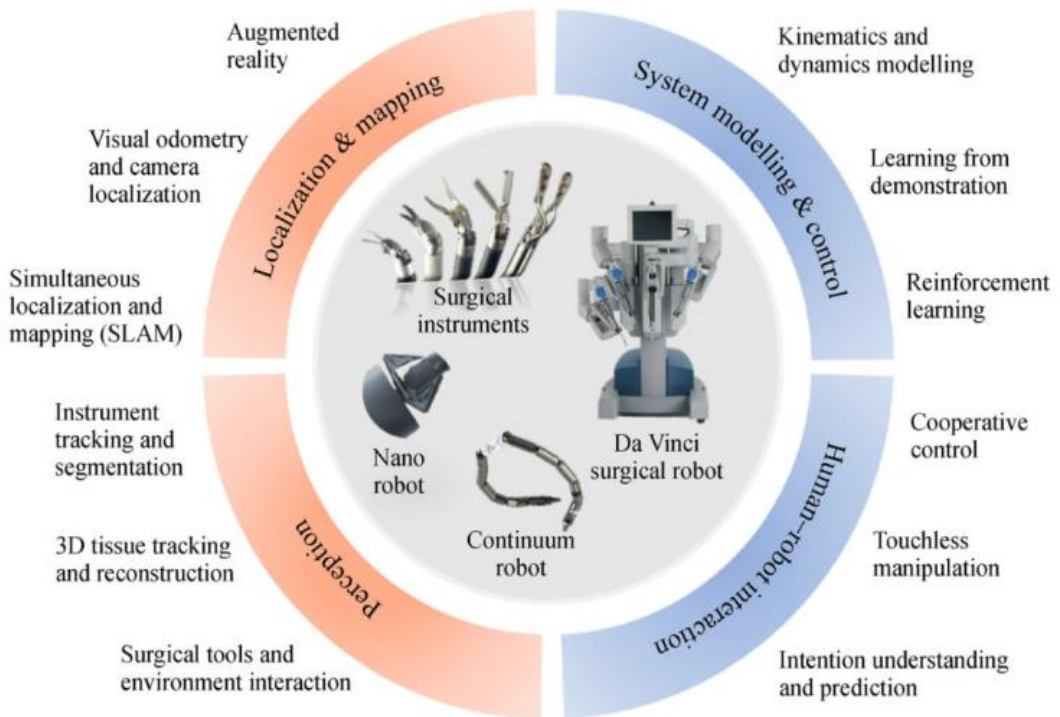 Augmented
reality
Visual odometry
and camera
localization
Simultaneous
localization and
mapping (SLAM)
Localization & mapping
Kinematics and
dynamics modelling
Learning from
demonstration
Reinforcement
learning
System modelling & control
Surgical
instruments
Nano
robot
Continuum
robot
Da Vinci
surgical robot
Instrument
tracking and
segmentation
3D tissue tracking
and reconstruction
Surgical tools and
environment interaction
Perception
Cooperative
control
Touchless
manipulation
Intention understanding
and prediction
Human–robot interaction